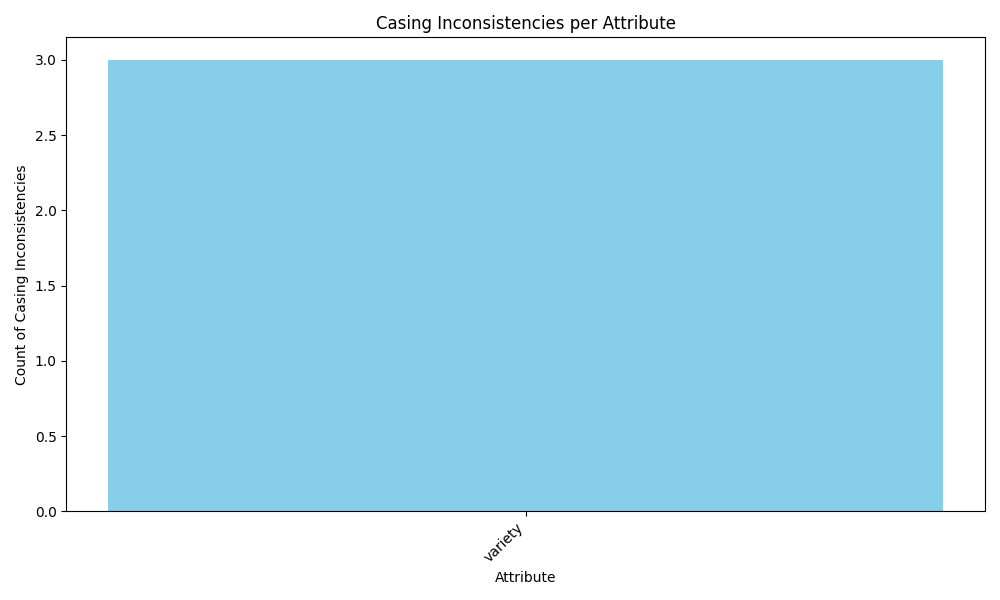 Casing Inconsistencies per Attribute
Count of Casing Inconsistencies
3.0
2.5
2.0
1.5
1.0
0.5
0.0
variety
Attribute